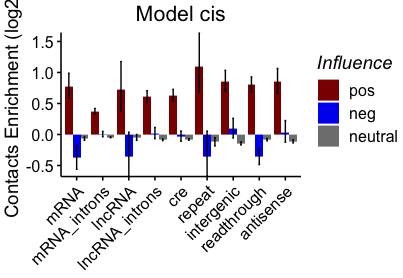 Model cis
Contacts Enrichment (log2
1.5
1.0
0.5
0.0
-0.5
mRNA
mRNA_introns
lncRNA
lncRNA_introns
cre
repeat
intergenic
readthrough
antisense
Influence
pos
neg
neutral